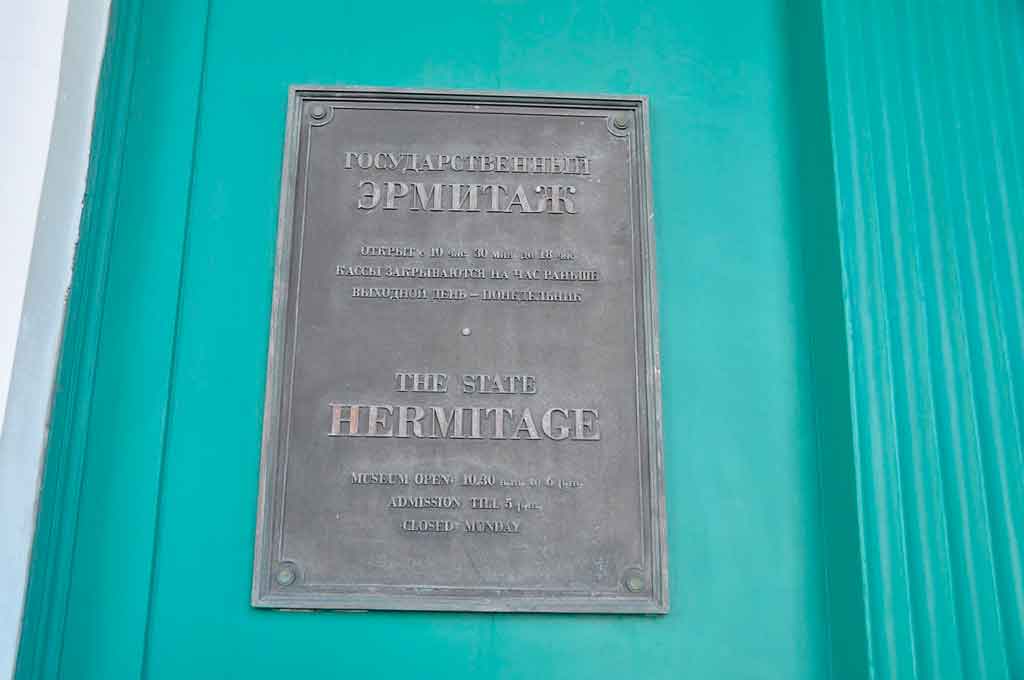 ГОСУДАРСТВЕННЫЙ
ЭРМИТАЖ
ОТКРЫТ с 10 час. 30 мин. до 18 час.
КАССЫ ЗАКРЫВАЮТСЯ НА ЧАС РАНЬШЕ
ВЫХОДНОЙ ДЕНЬ – ПОНЕДЕЛЬНИК
THE STATE
HERMITAGE
MUSEUM OPEN: 10.30 a.m. to 6 p.m.
ADMISSION TILL 5 p.m.
CLOSED MONDAY